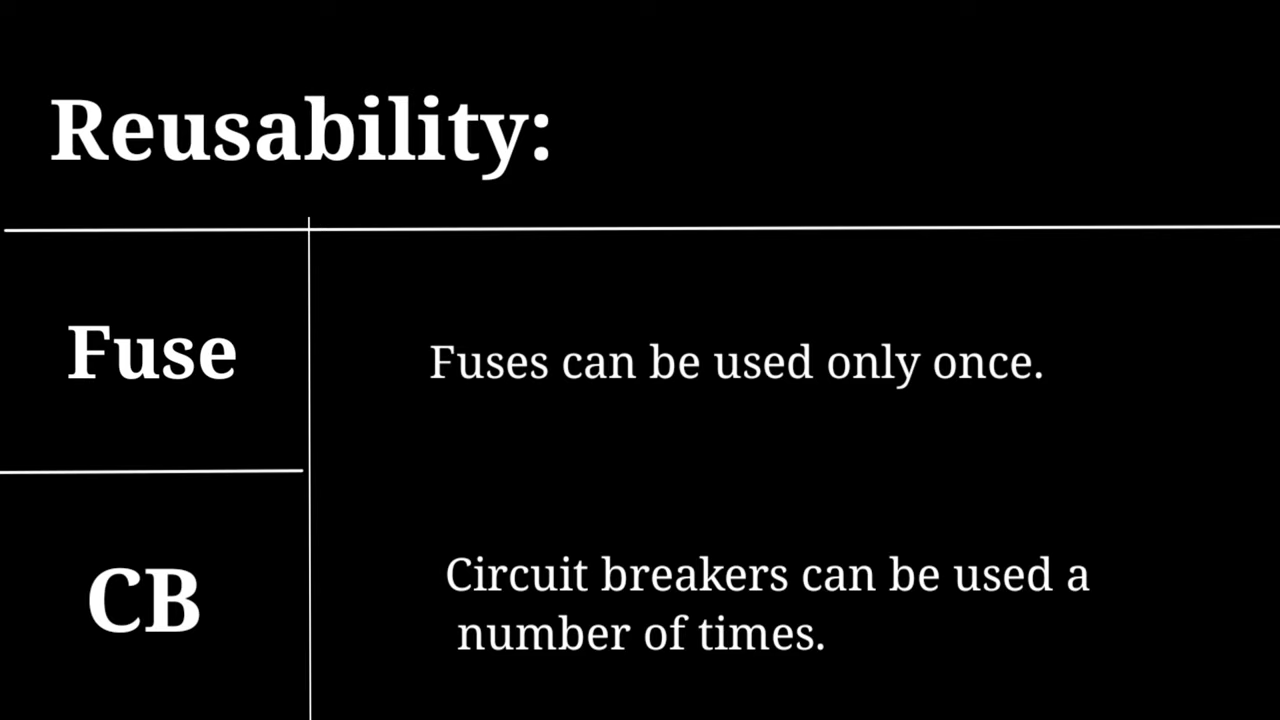 Reusability:
Fuse
Fuses can be used only once.
CB
Circuit breakers can be used a
number of times.